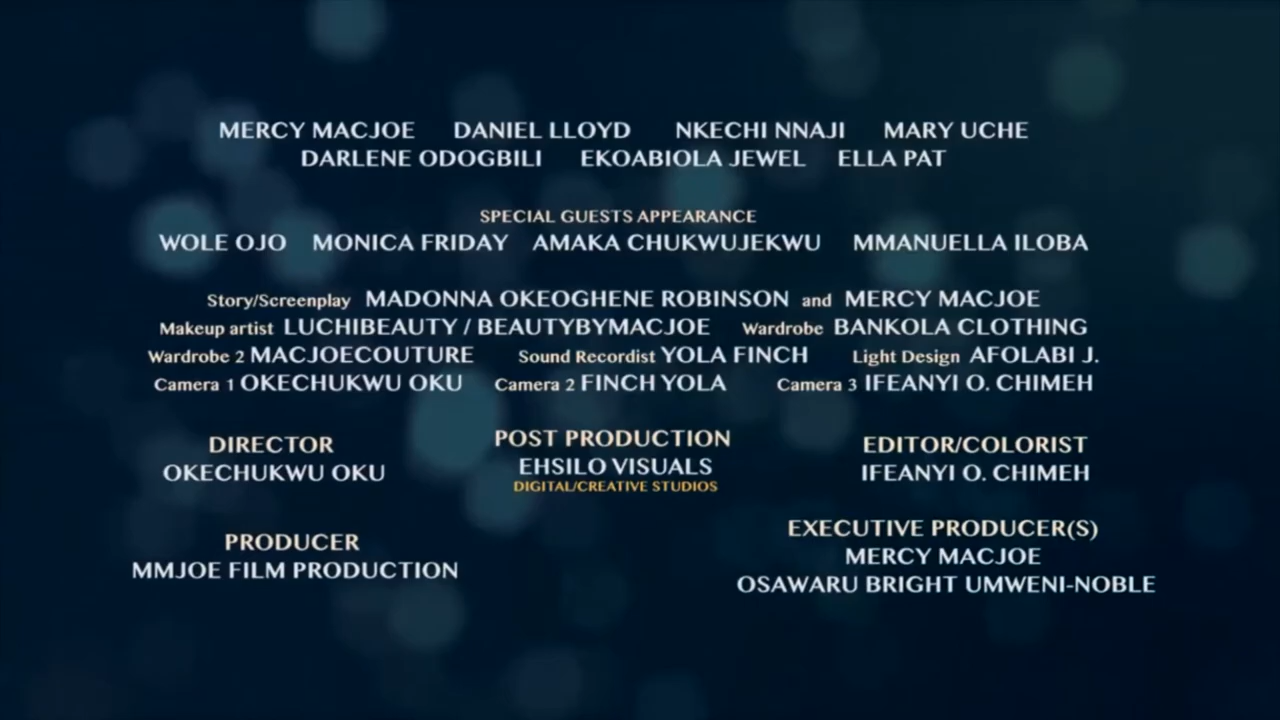 MERCY MACJOE DANIEL LLOYD NKECHI NNAJI MARY UCHE
DARLENE ODOGBILI EKOABIOLA JEWEL ELLA PAT
SPECIAL GUESTS APPEARANCE
WOLE OJO MONICA FRIDAY AMAKA CHUKWUJEKWU MMANUELLA ILOBA
Story/Screenplay MADONNA OKEOGHENE ROBINSON and MERCY MACJOE
Makeup artist LUCHIBEAUTY / BEAUTYBYMACJOE Wardrobe BANKOLA CLOTHING
Wardrobe 2 MACJOECOUTURE Sound Recordist YOLA FINCH Light Design AFOLABI J.
Camera 1 OKECHUKWU OKU Camera 2 FINCH YOLA Camera 3 IFEANYI O. CHIMEH
DIRECTOR
OKECHUKWU OKU
POST PRODUCTION
EHSILO VISUALS
DIGITAL/CREATIVE STUDIOS
EDITOR/COLORIST
IFEANYI O. CHIMEH
PRODUCER
MMJOE FILM PRODUCTION
EXECUTIVE PRODUCER(S)
MERCY MACJOE
OSAWARU BRIGHT UMWENI-NOBLE